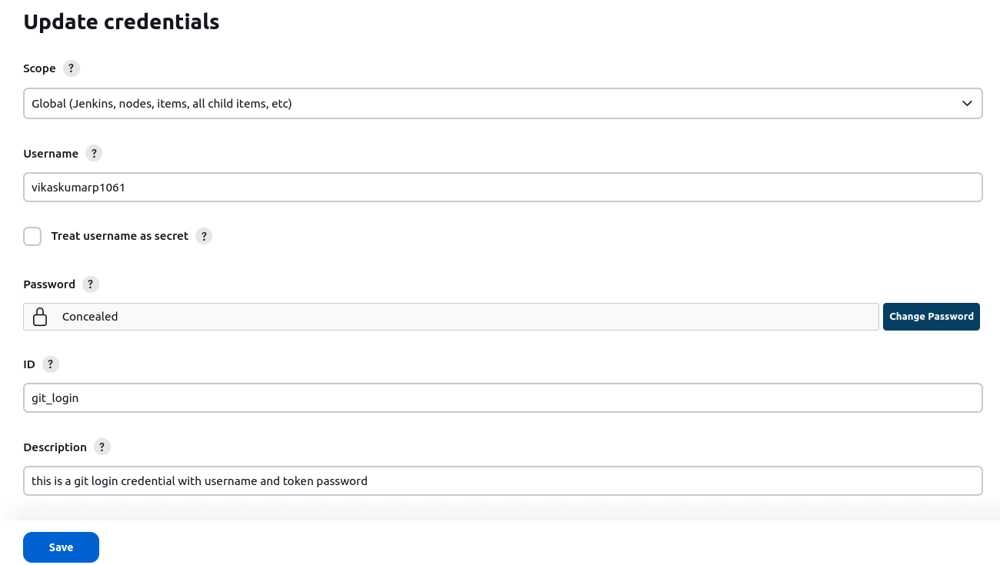 Update credentials
Scope ?
Global (Jenkins, nodes, items, all child items, etc)
Username ?
vikaskumarp1061
Treat username as secret ?
Password ?
Concealed
Change Password
ID ?
git_login
Description ?
this is a git login credential with username and token password
Save